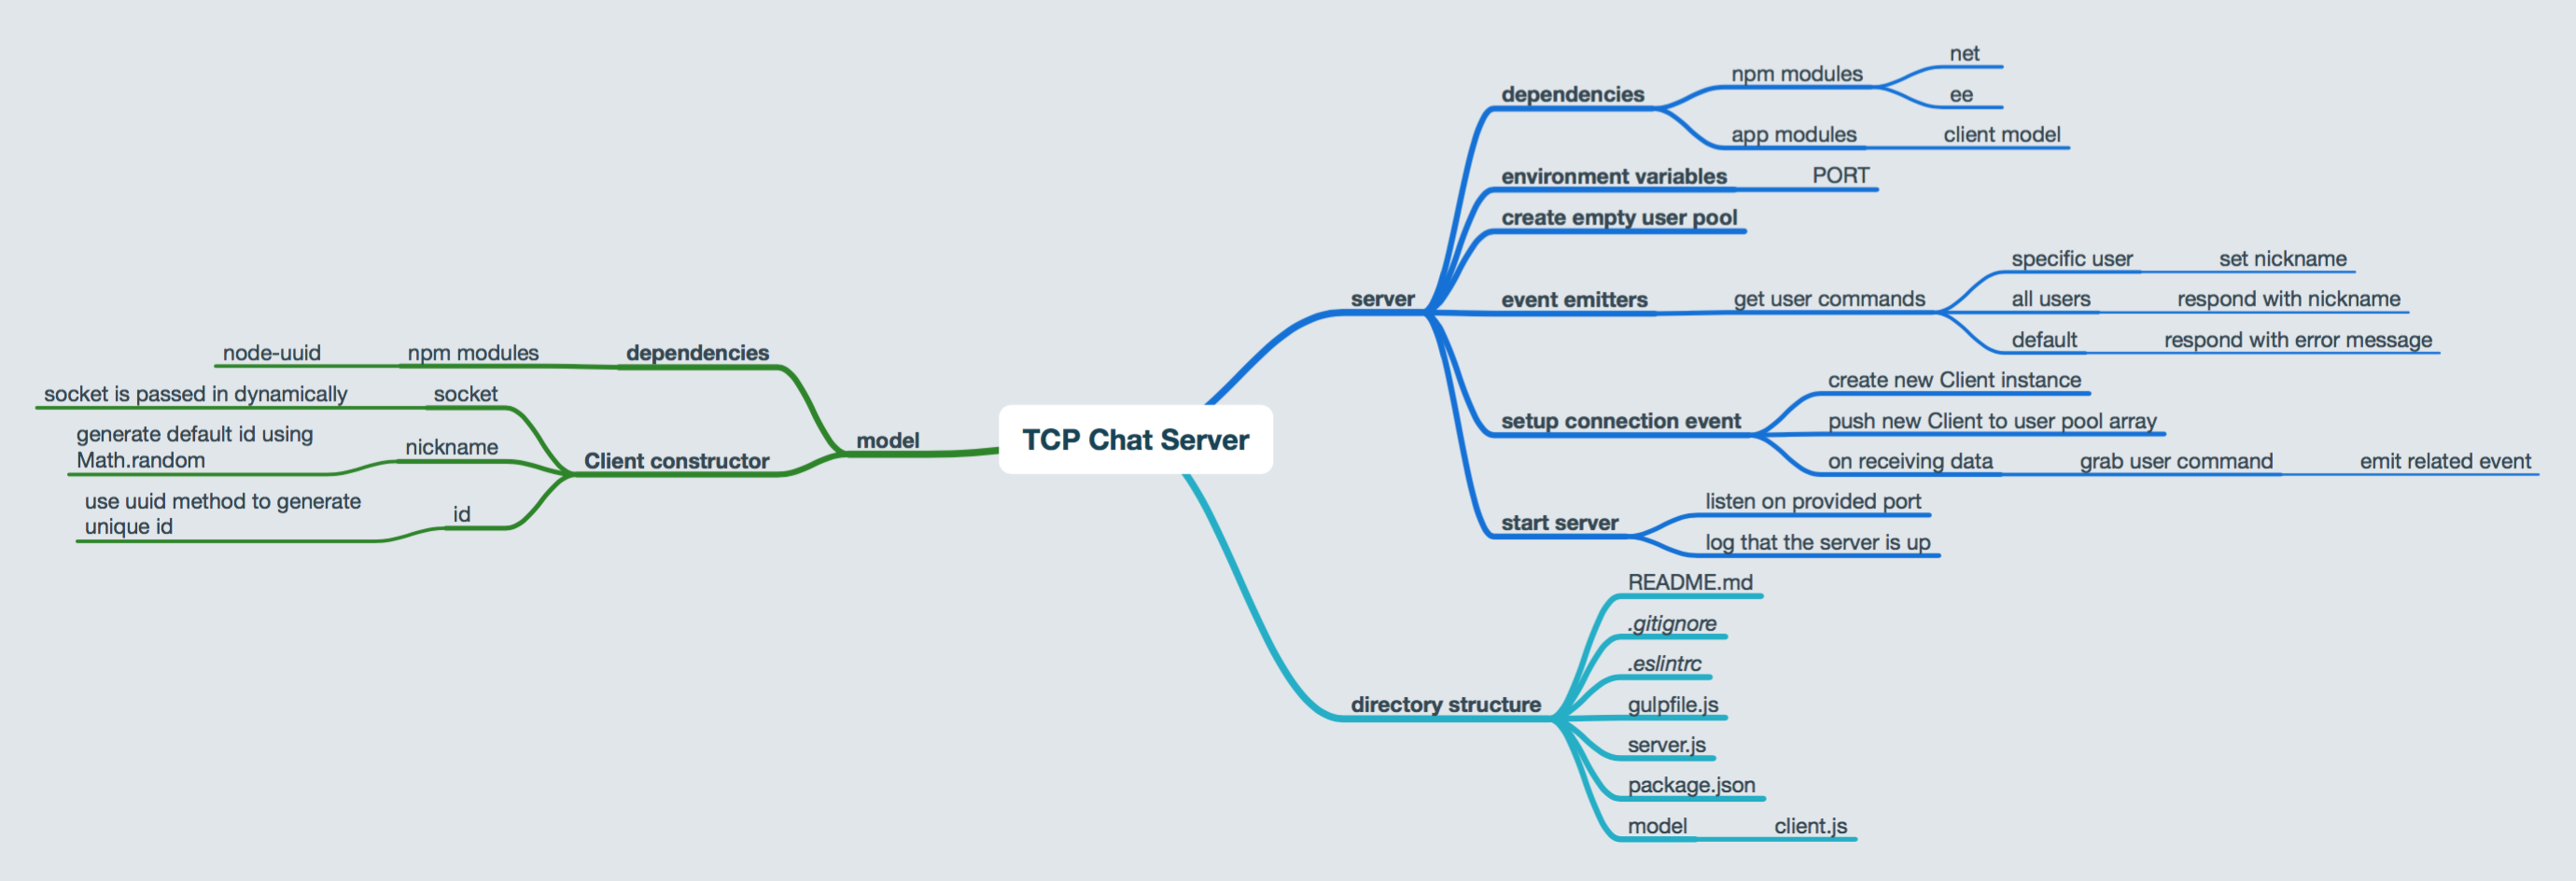 TCP Chat Server
server
dependencies
npm modules
net
ee
app modules
client model
environment variables
PORT
create empty user pool
event emitters
get user commands
specific user
set nickname
all users
respond with nickname
default
respond with error message
setup connection event
create new Client instance
push new Client to user pool array
on receiving data
grab user command
emit related event
start server
listen on provided port
log that the server is up
directory structure
README.md
.gitignore
.eslintrc
gulpfile.js
server.js
package.json
model
client.js
model
dependencies
npm modules
node-uuid
Client constructor
socket
socket is passed in dynamically
nickname
generate default id using
Math.random
id
use uuid method to generate
unique id